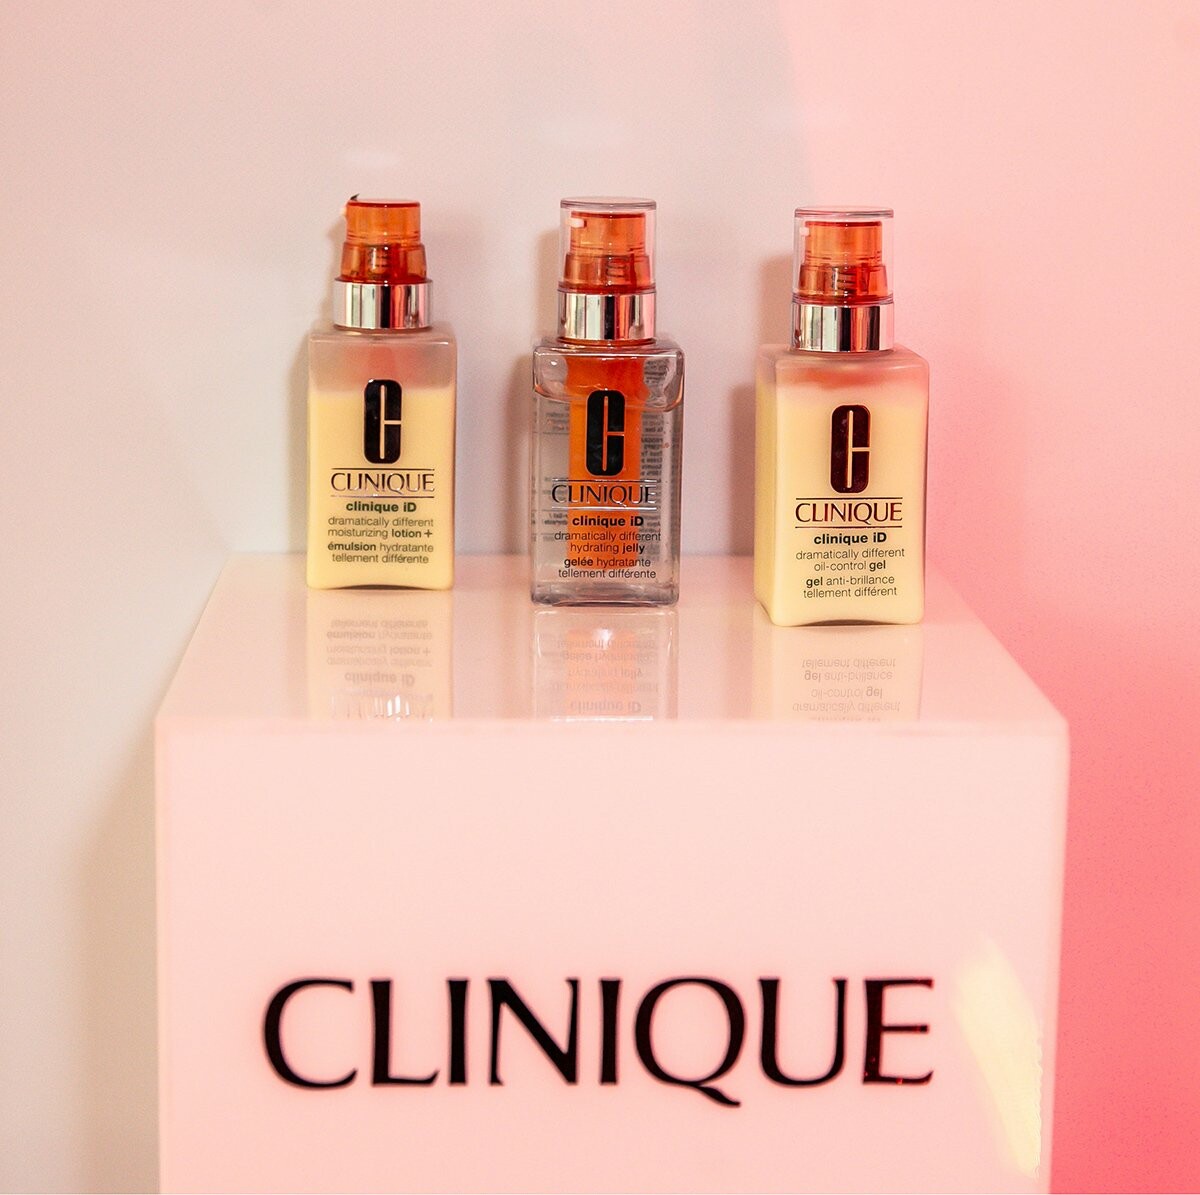 CLINIQUE
clinique iD
dramatically different
moisturizing lotion +
émulsion hydratante
tellement différente
CLINIQUE
clinique iD
dramatically different
hydrating jelly
gelée hydratante
tellement différente
CLINIQUE
clinique iD
dramatically different
oil-control gel
gel anti-brillance
tellement différent
CLINIQUE